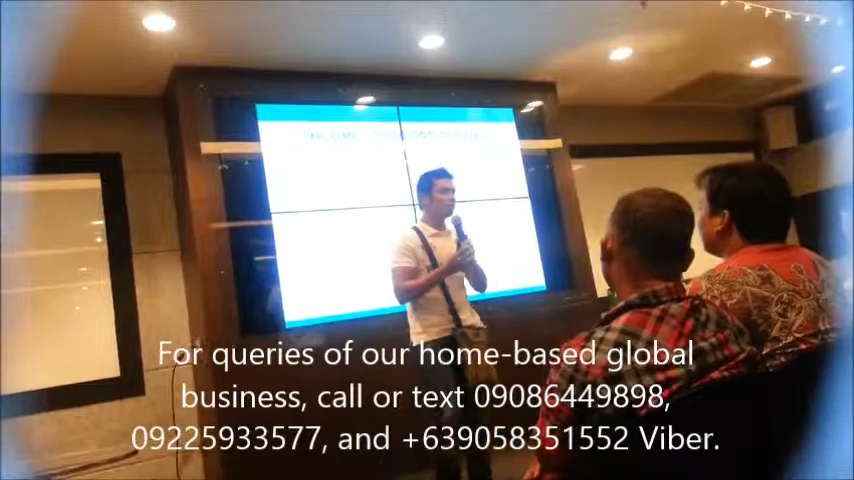 For queries of our home-based global
business, call or text 09086449898,
09225933577, and +639058351552 Viber.